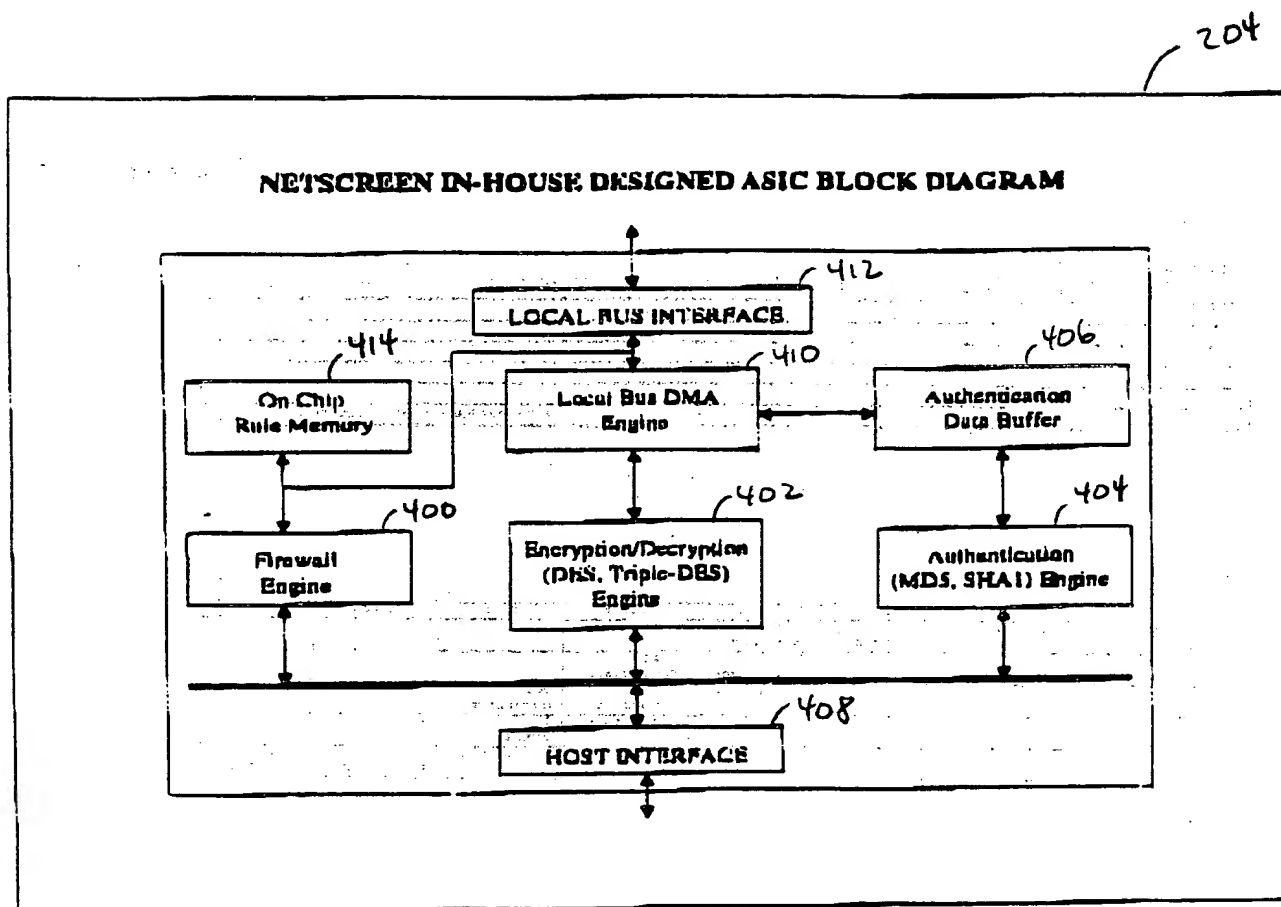 204
NETSCREEN IN-HOUSE DESIGNED ASIC BLOCK DIAGRAM
412
LOCAL BUS INTERFACE
414
On Chip
Rule Memory
410
Local Bus DMA
Engine
406
Authentication
Data Buffer
400
Firewall
Engine
402
Encryption/Decryption
(DES, Triple-DES)
Engine
404
Authentication
(MD5, SHA1) Engine
408
HOST INTERFACE